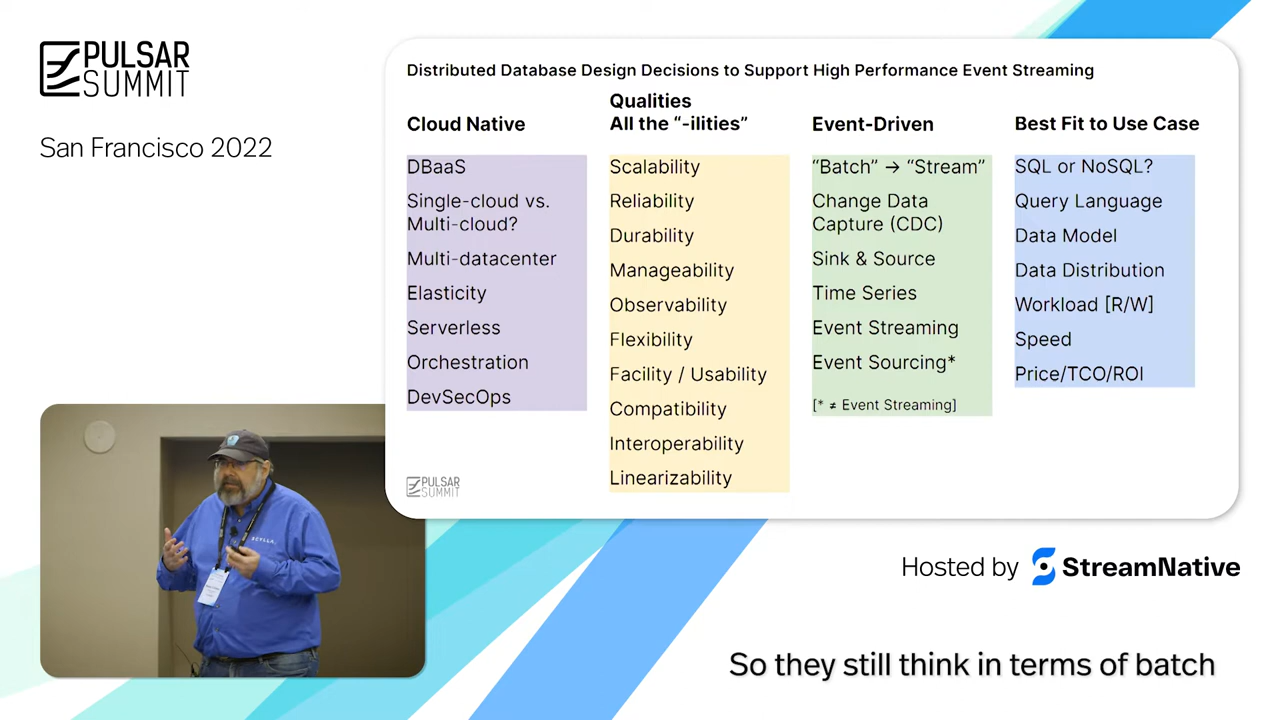 PULSAR
SUMMIT
San Francisco 2022
Distributed Database Design Decisions to Support High Performance Event Streaming
Cloud Native
DBaaS
Single-cloud vs.
Multi-cloud?
Multi-datacenter
Elasticity
Serverless
Orchestration
DevSecOps
Qualities
All the “-ilities”
Scalability
Reliability
Durability
Manageability
Observability
Flexibility
Facility / Usability
Compatibility
Interoperability
Linearizability
Event-Driven
“Batch” → “Stream”
Change Data
Capture (CDC)
Sink & Source
Time Series
Event Streaming
Event Sourcing*
[* ≠ Event Streaming]
Best Fit to Use Case
SQL or NoSQL?
Query Language
Data Model
Data Distribution
Workload [R/W]
Speed
Price/TCO/ROI
PULSAR
SUMMIT
SCYLLA
Hosted by StreamNative
So they still think in terms of batch